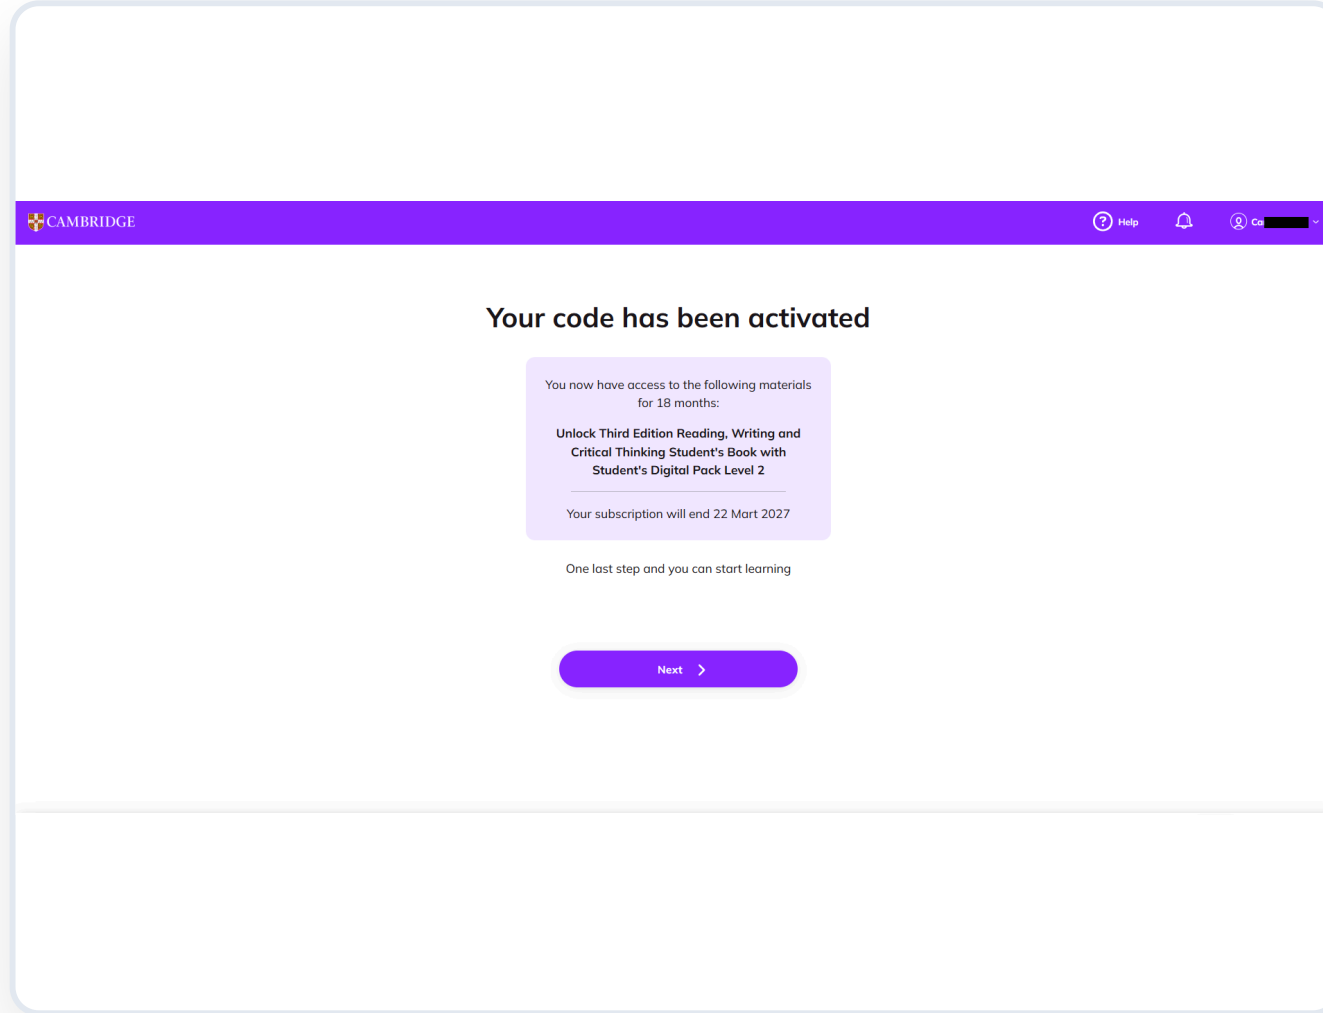 CAMBRIDGE
Help
Ca
Your code has been activated
You now have access to the following materials
for 18 months:
Unlock Third Edition Reading, Writing and
Critical Thinking Student's Book with
Student's Digital Pack Level 2
Your subscription will end 22 Mart 2027
One last step and you can start learning
Next